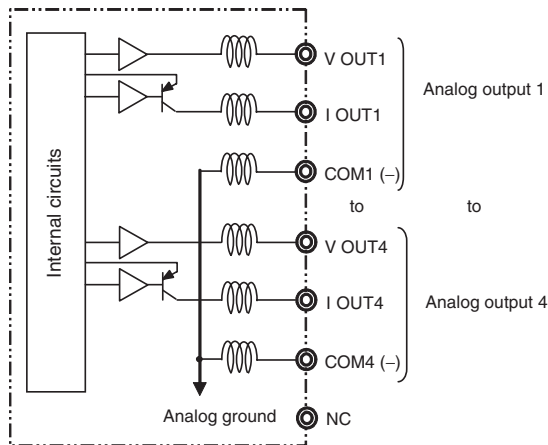 Internal circuits
V OUT1
I OUT1
COM1 (−)
Analog output 1
to
to
V OUT4
I OUT4
COM4 (−)
Analog output 4
Analog ground
NC